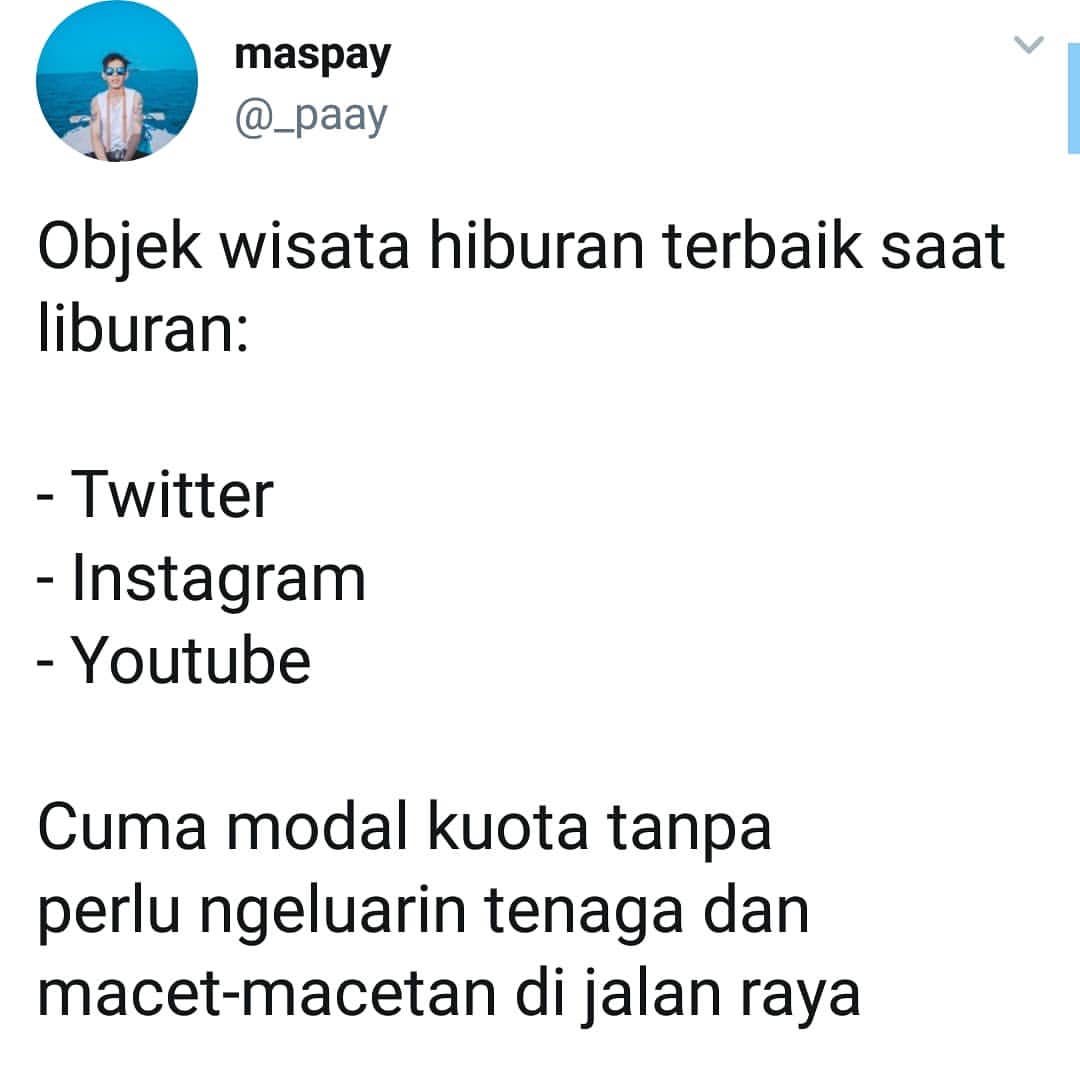 maspay
@_paay
Objek wisata hiburan terbaik saat
liburan:
- Twitter
- Instagram
- Youtube
Cuma modal kuota tanpa
perlu ngeluarin tenaga dan
macet-macetan di jalan raya